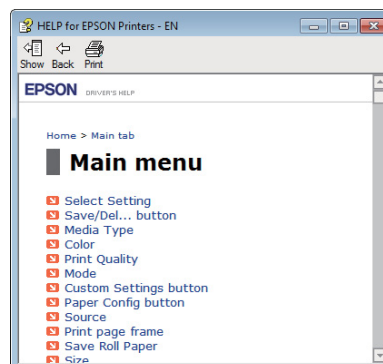 HELP for EPSON Printers - EN
Show Back Print
EPSON DRIVER'S HELP
Home > Main tab
Main menu
Select Setting
Save/Del... button
Media Type
Color
Print Quality
Mode
Custom Settings button
Paper Config button
Source
Print page frame
Save Roll Paper
Size